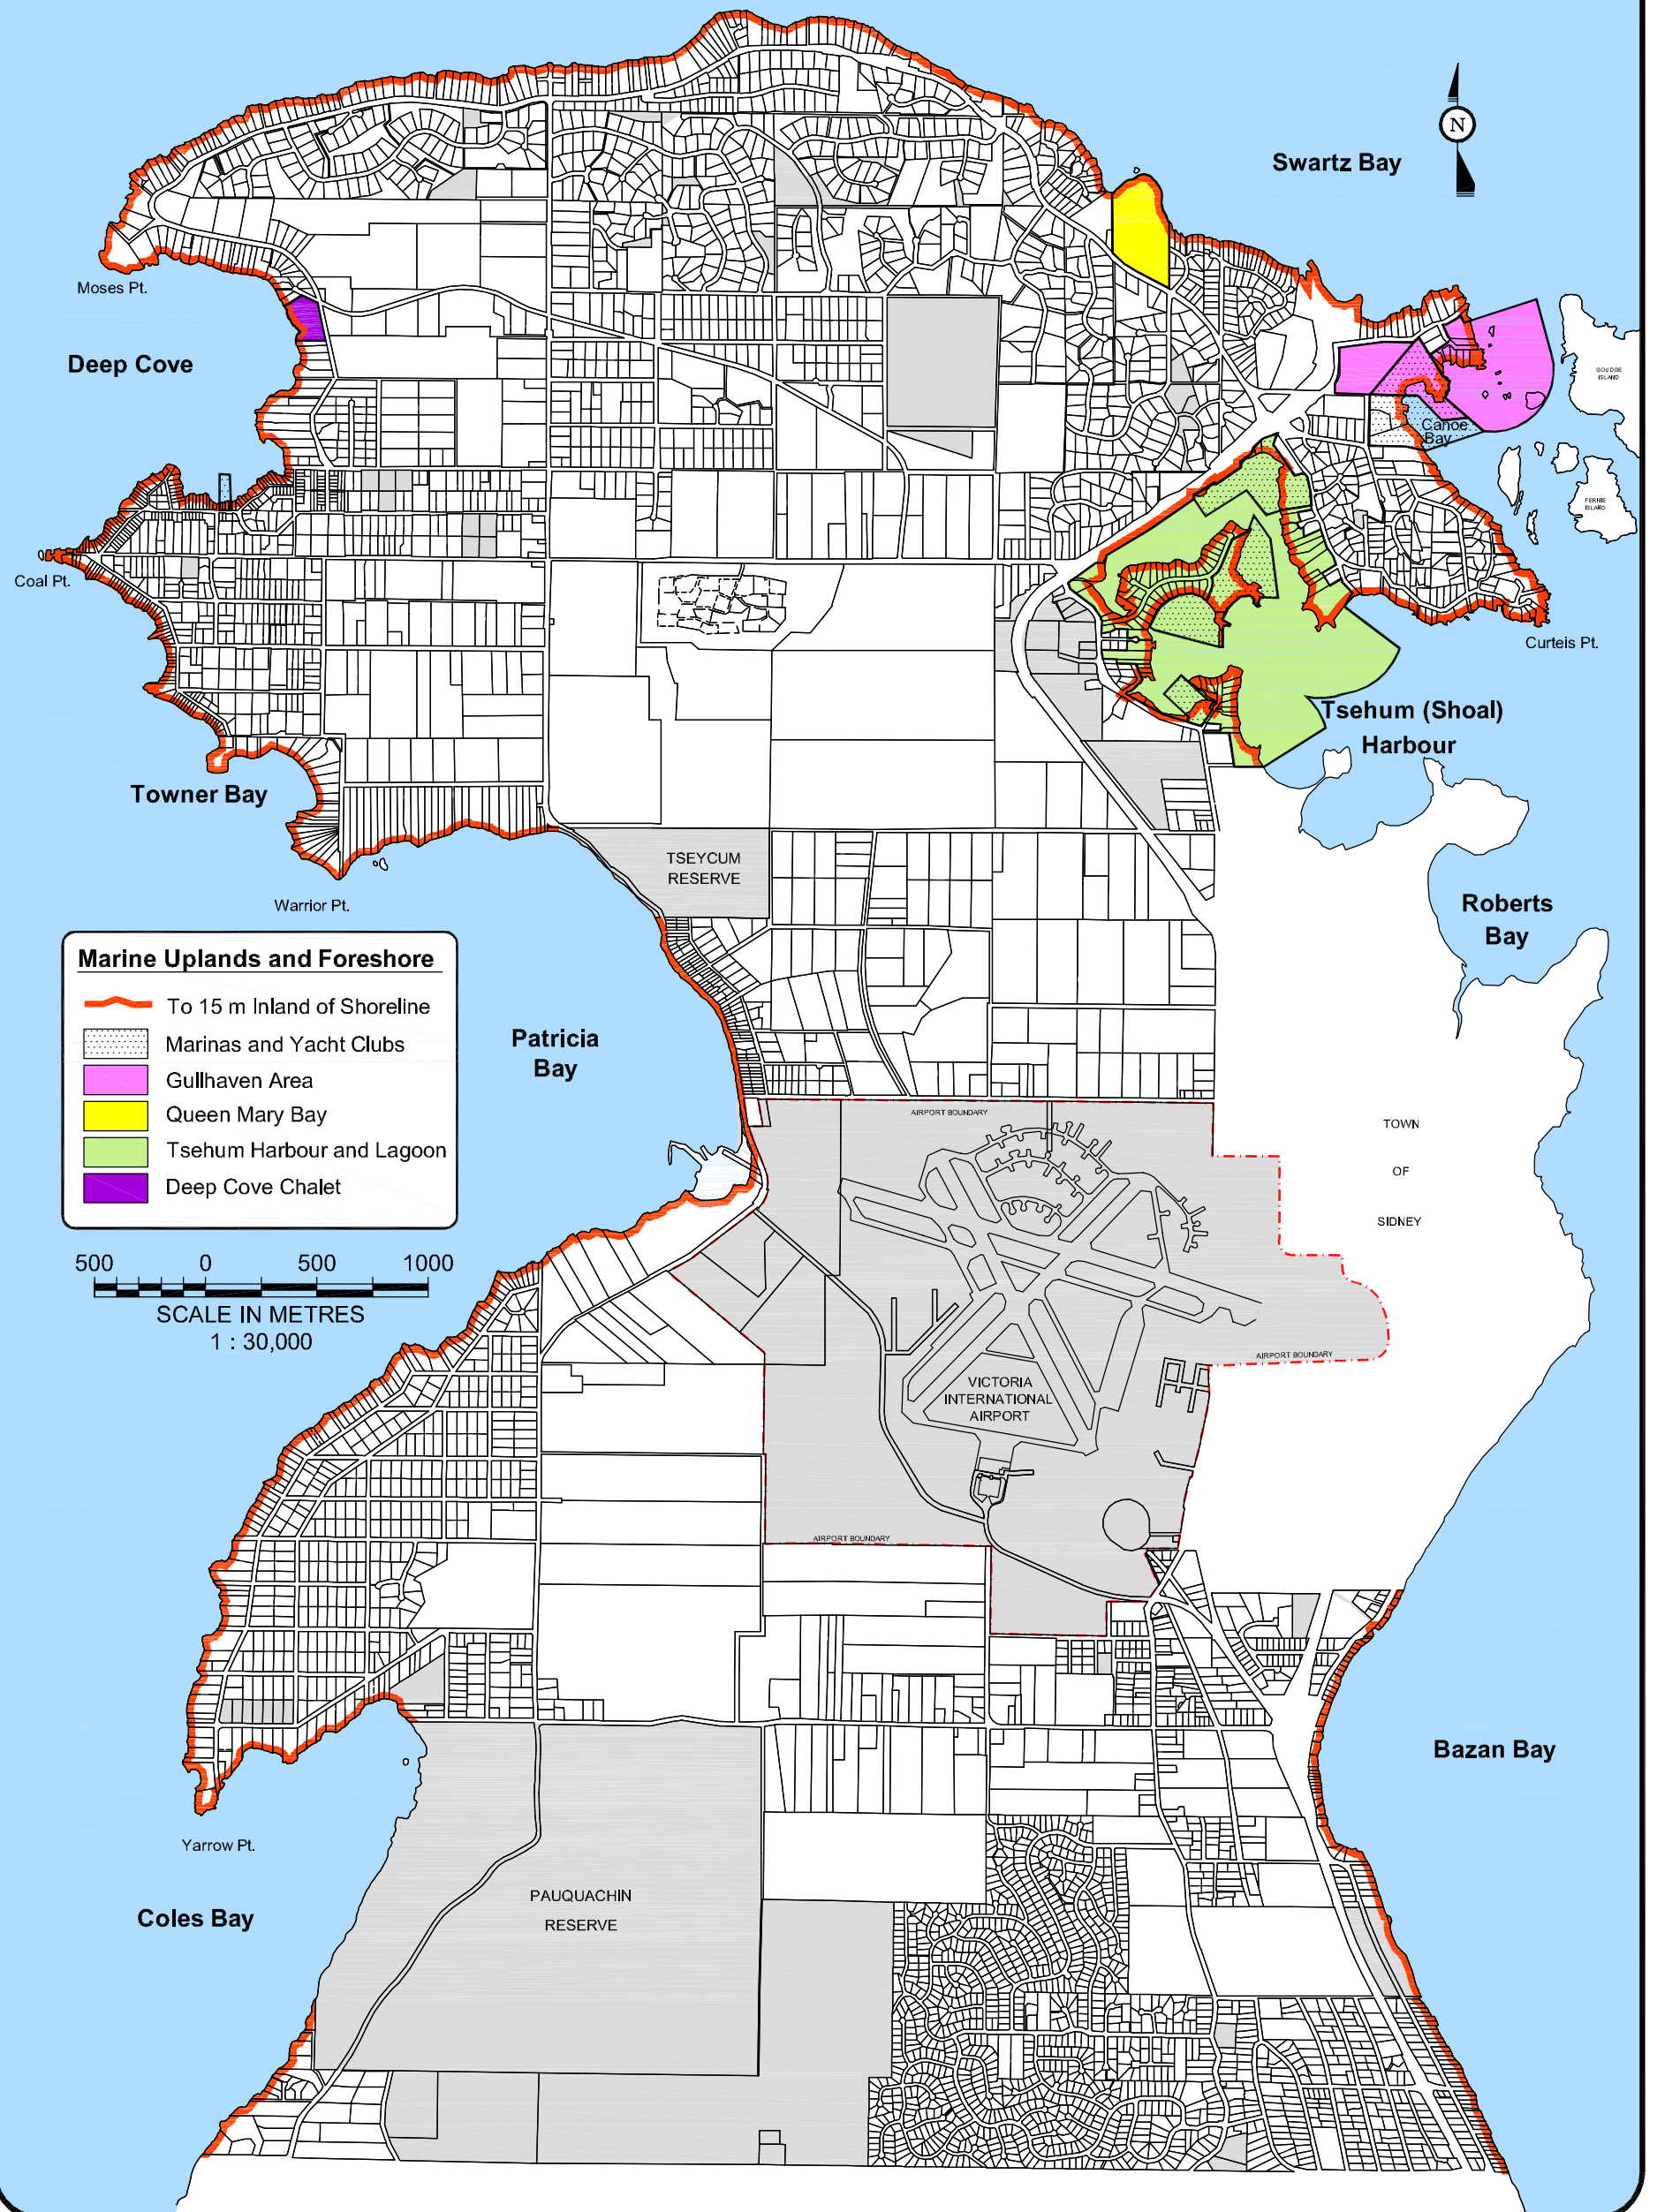 N
Swartz Bay
Moses Pt.
Deep Cove
GOUDGE
ISLAND
Canoe
Bay
FERNIE
ISLAND
Coal Pt.
Curteis Pt.
Tsehum (Shoal)
Harbour
Towner Bay
TSEYCUM
RESERVE
Warrior Pt.
Roberts
Bay
Marine Uplands and Foreshore
To 15 m Inland of Shoreline
Marinas and Yacht Clubs
Gullhaven Area
Queen Mary Bay
Tsehum Harbour and Lagoon
Deep Cove Chalet
Patricia
Bay
AIRPORT BOUNDARY
TOWN
OF
SIDNEY
500 0 500 1000
SCALE IN METRES
1 : 30,000
AIRPORT BOUNDARY
VICTORIA
INTERNATIONAL
AIRPORT
AIRPORT BOUNDARY
Bazan Bay
Yarrow Pt.
PAUQUACHIN
RESERVE
Coles Bay